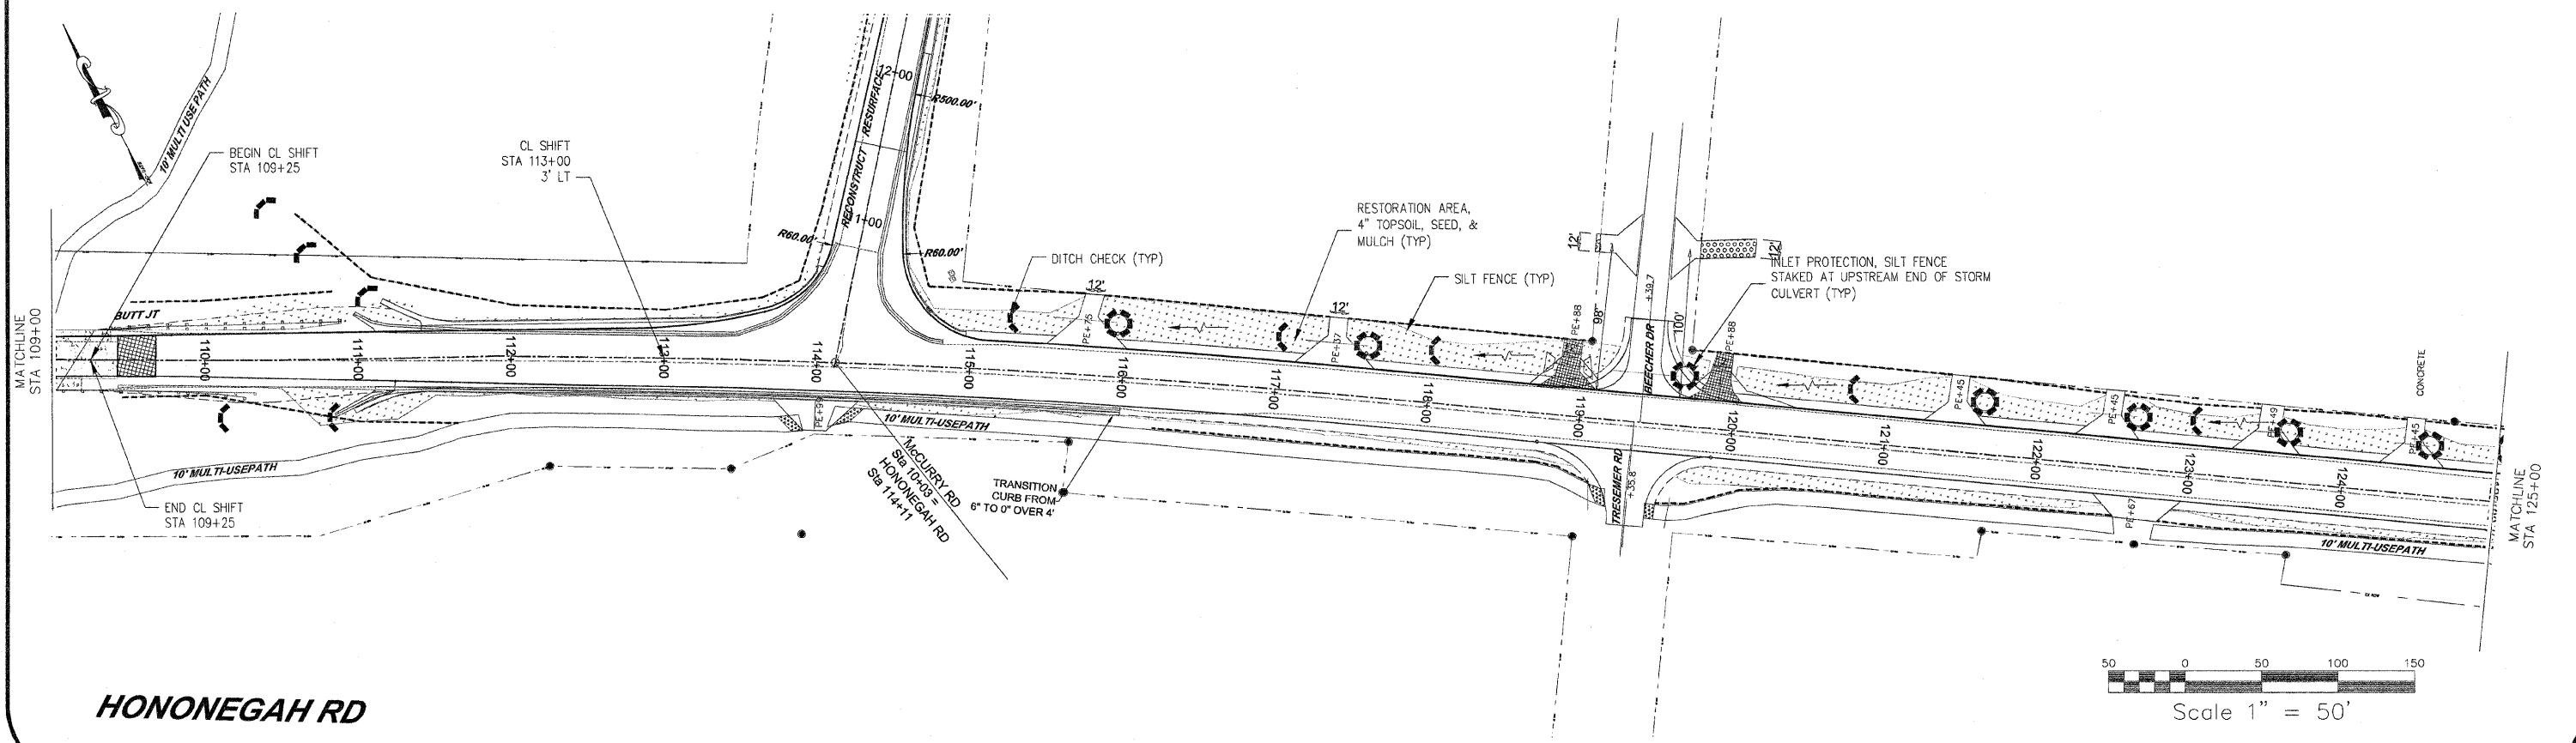 10' MULTI USE PATH
BEGIN CL SHIFT
STA 109+25
CL SHIFT
STA 113+00
3' LT
RESURFACE
12+00
R500.00'
RECONSTRUCT
11+00
R60.00'
R60.00'
DITCH CHECK (TYP)
RESTORATION AREA,
4" TOPSOIL, SEED, &
MULCH (TYP)
SILT FENCE (TYP)
12'
12'
12'
12'
INLET PROTECTION, SILT FENCE
STAKED AT UPSTREAM END OF STORM
CULVERT (TYP)
MATCHLINE
STA 109+00
BUTT JT
110+00
111+00
112+00
113+00
114+00
115+00
116+00
117+00
118+00
119+00
120+00
121+00
122+00
123+00
124+00
PE+75
PE+37
PE+88
98'
BEECHER DR
+39.7
100'
PE+88
PE+45
PE+45
PE+45
CONCRETE
MATCHLINE
STA 125+00
10' MULTI-USEPATH
10' MULTI-USEPATH
END CL SHIFT
STA 109+25
McCURRY RD
Sta 10+03 =
HONONEGAH RD
Sta 114+11
TRANSITION
CURB FROM
6" TO 0" OVER 4'
TRESEMER RD
+35.8
PE+67
10' MULTI-USEPATH
HONONEGAH RD
50 0 50 100 150
Scale 1" = 50'